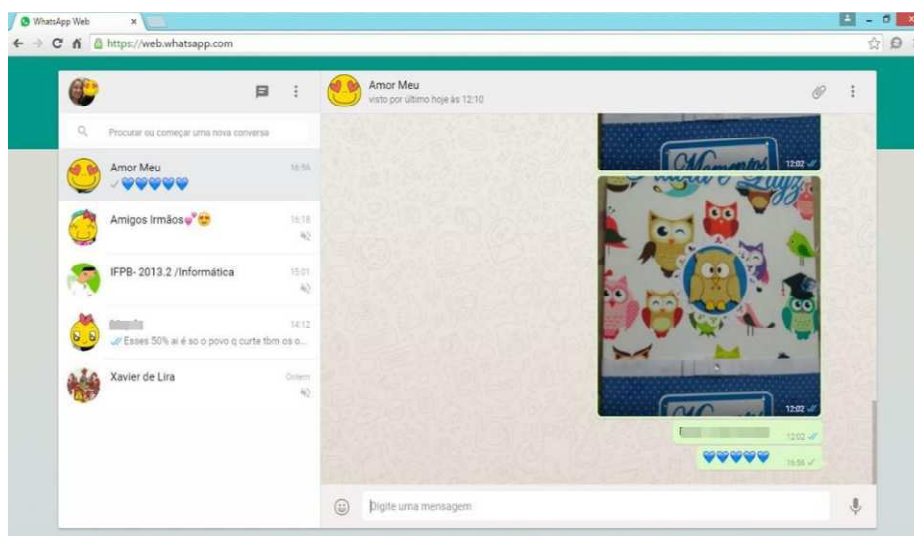 WhatsApp Web
https://web.whatsapp.com
Amor Meu
visto por último hoje às 12:10
Procurar ou começar uma nova conversa
Amor Meu
16:56
✓💙💙💙💙💙
Amigos Irmãos💕😍
16:18
IFPB- 2013.2 /Informática
15:01
14:12
Esses 50% ai é so o povo q curte tbm os o...
Xavier de Lira
Ontem
Momentos
12:02
12:02
12:02
💙💙💙💙💙
16:56
Digite uma mensagem